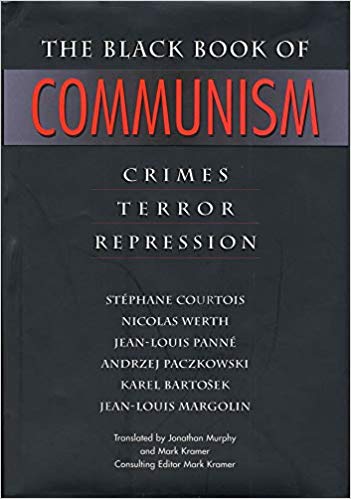 THE BLACK BOOK OF
COMMUNISM
CRIMES
TERROR
REPRESSION
STÉPHANE COURTOIS
NICOLAS WERTH
JEAN-LOUIS PANNÉ
ANDRZEJ PACZKOWSKI
KAREL BARTOŠEK
JEAN-LOUIS MARGOLIN
Translated by Jonathan Murphy
and Mark Kramer
Consulting Editor Mark Kramer